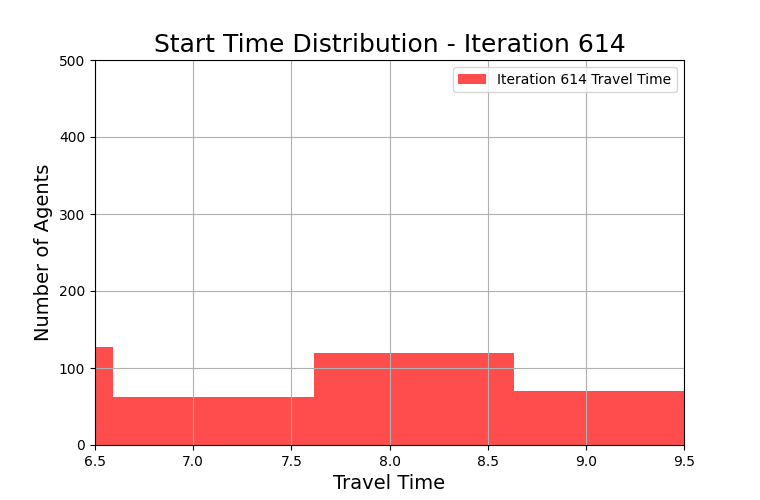 Start Time Distribution - Iteration 614
Iteration 614 Travel Time
Number of Agents
500
400
300
200
100
0
6.5 7.0 7.5 8.0 8.5 9.0 9.5
Travel Time